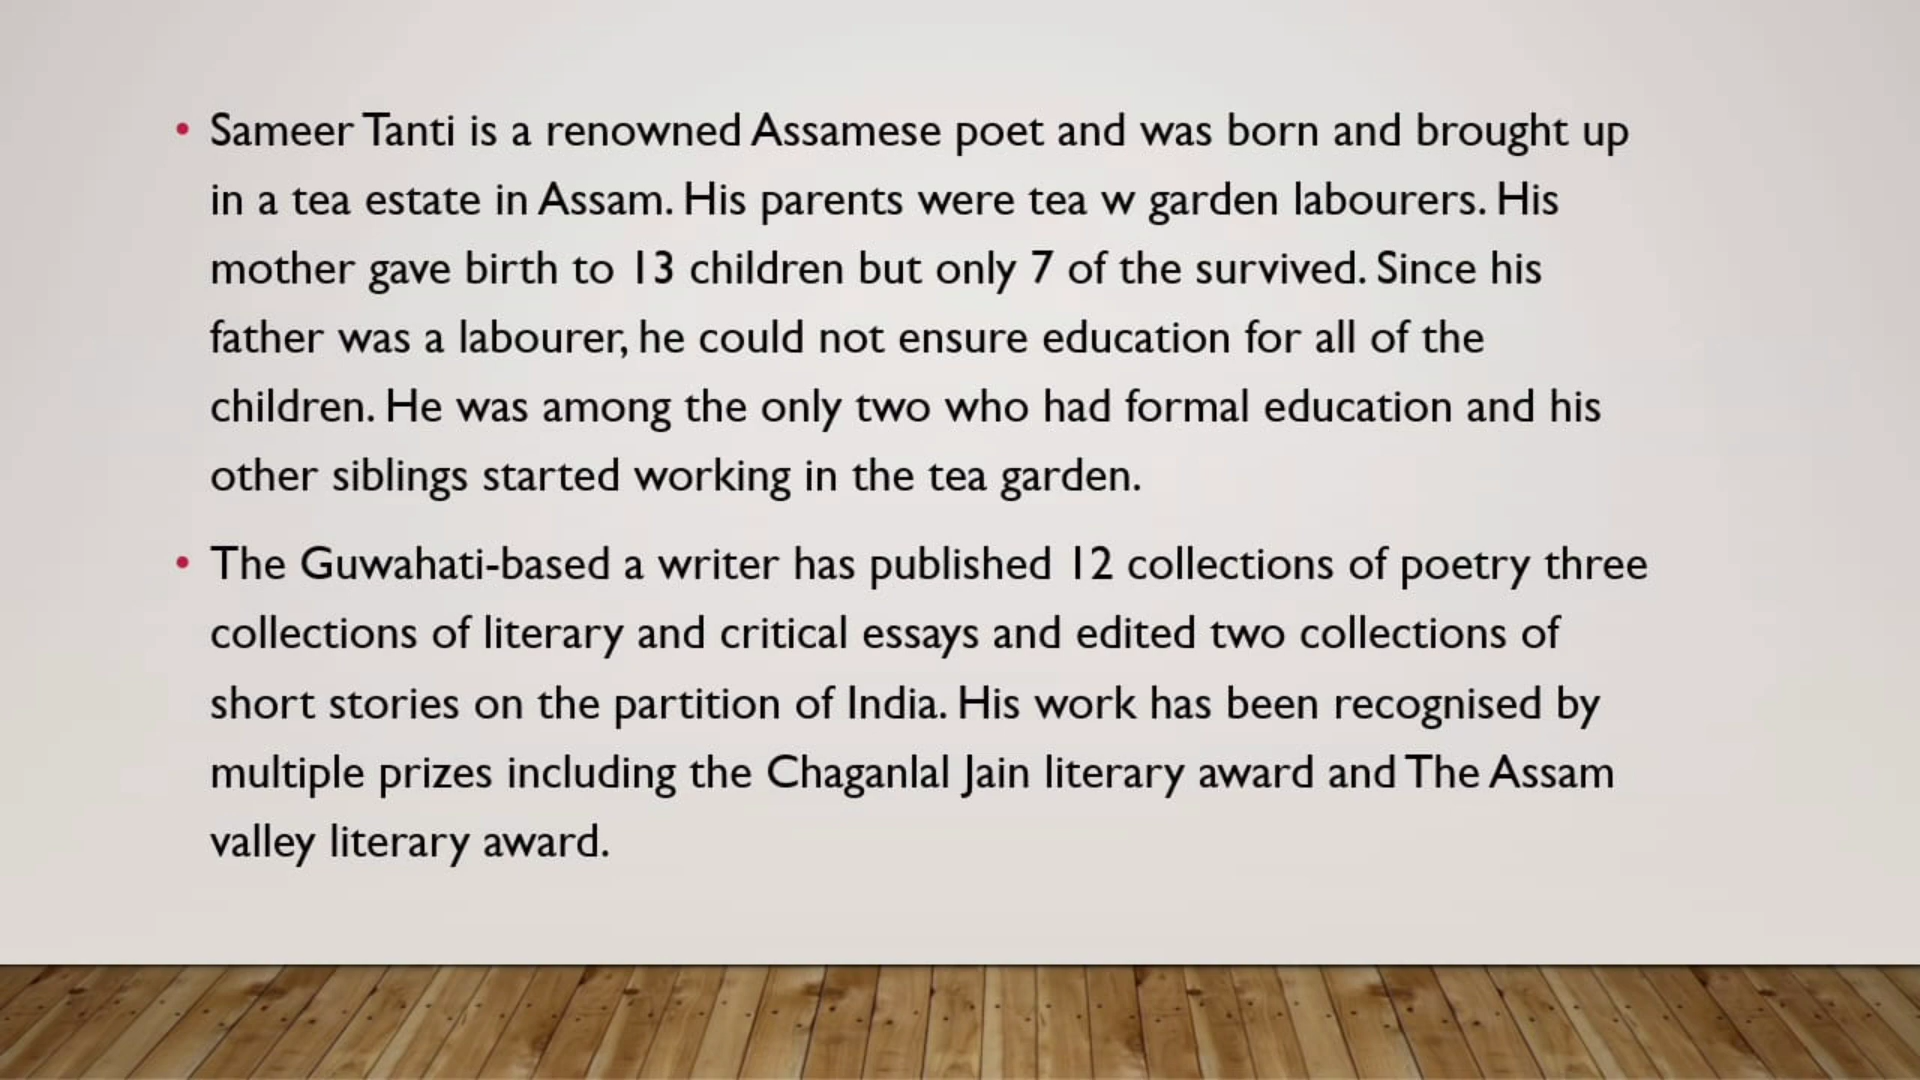 • Sameer Tanti is a renowned Assamese poet and was born and brought up
in a tea estate in Assam. His parents were tea w garden labourers. His
mother gave birth to 13 children but only 7 of the survived. Since his
father was a labourer, he could not ensure education for all of the
children. He was among the only two who had formal education and his
other siblings started working in the tea garden.
• The Guwahati-based a writer has published 12 collections of poetry three
collections of literary and critical essays and edited two collections of
short stories on the partition of India. His work has been recognised by
multiple prizes including the Chaganlal Jain literary award and The Assam
valley literary award.